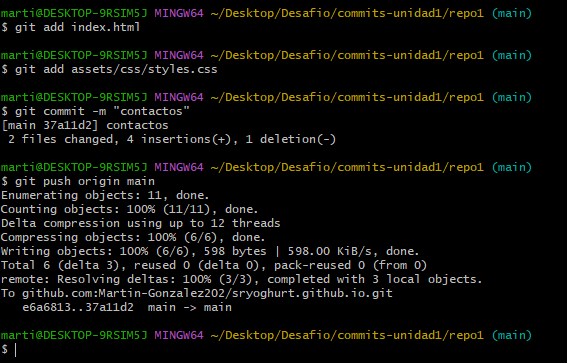 marti@DESKTOP-9RSIM5J MINGW64 ~/Desktop/Desafio/commits-unidad1/repo1 (main)
$ git add index.html
marti@DESKTOP-9RSIM5J MINGW64 ~/Desktop/Desafio/commits-unidad1/repo1 (main)
$ git add assets/css/styles.css
marti@DESKTOP-9RSIM5J MINGW64 ~/Desktop/Desafio/commits-unidad1/repo1 (main)
$ git commit -m "contactos"
[main 37a11d2] contactos
 2 files changed, 4 insertions(+), 1 deletion(-)
marti@DESKTOP-9RSIM5J MINGW64 ~/Desktop/Desafio/commits-unidad1/repo1 (main)
$ git push origin main
Enumerating objects: 11, done.
Counting objects: 100% (11/11), done.
Delta compression using up to 12 threads
Compressing objects: 100% (6/6), done.
Writing objects: 100% (6/6), 598 bytes | 598.00 KiB/s, done.
Total 6 (delta 3), reused 0 (delta 0), pack-reused 0 (from 0)
remote: Resolving deltas: 100% (3/3), completed with 3 local objects.
To github.com:Martin-Gonzalez202/sryoghurt.github.io.git
   e6a6813..37a11d2  main -> main
marti@DESKTOP-9RSIM5J MINGW64 ~/Desktop/Desafio/commits-unidad1/repo1 (main)
$